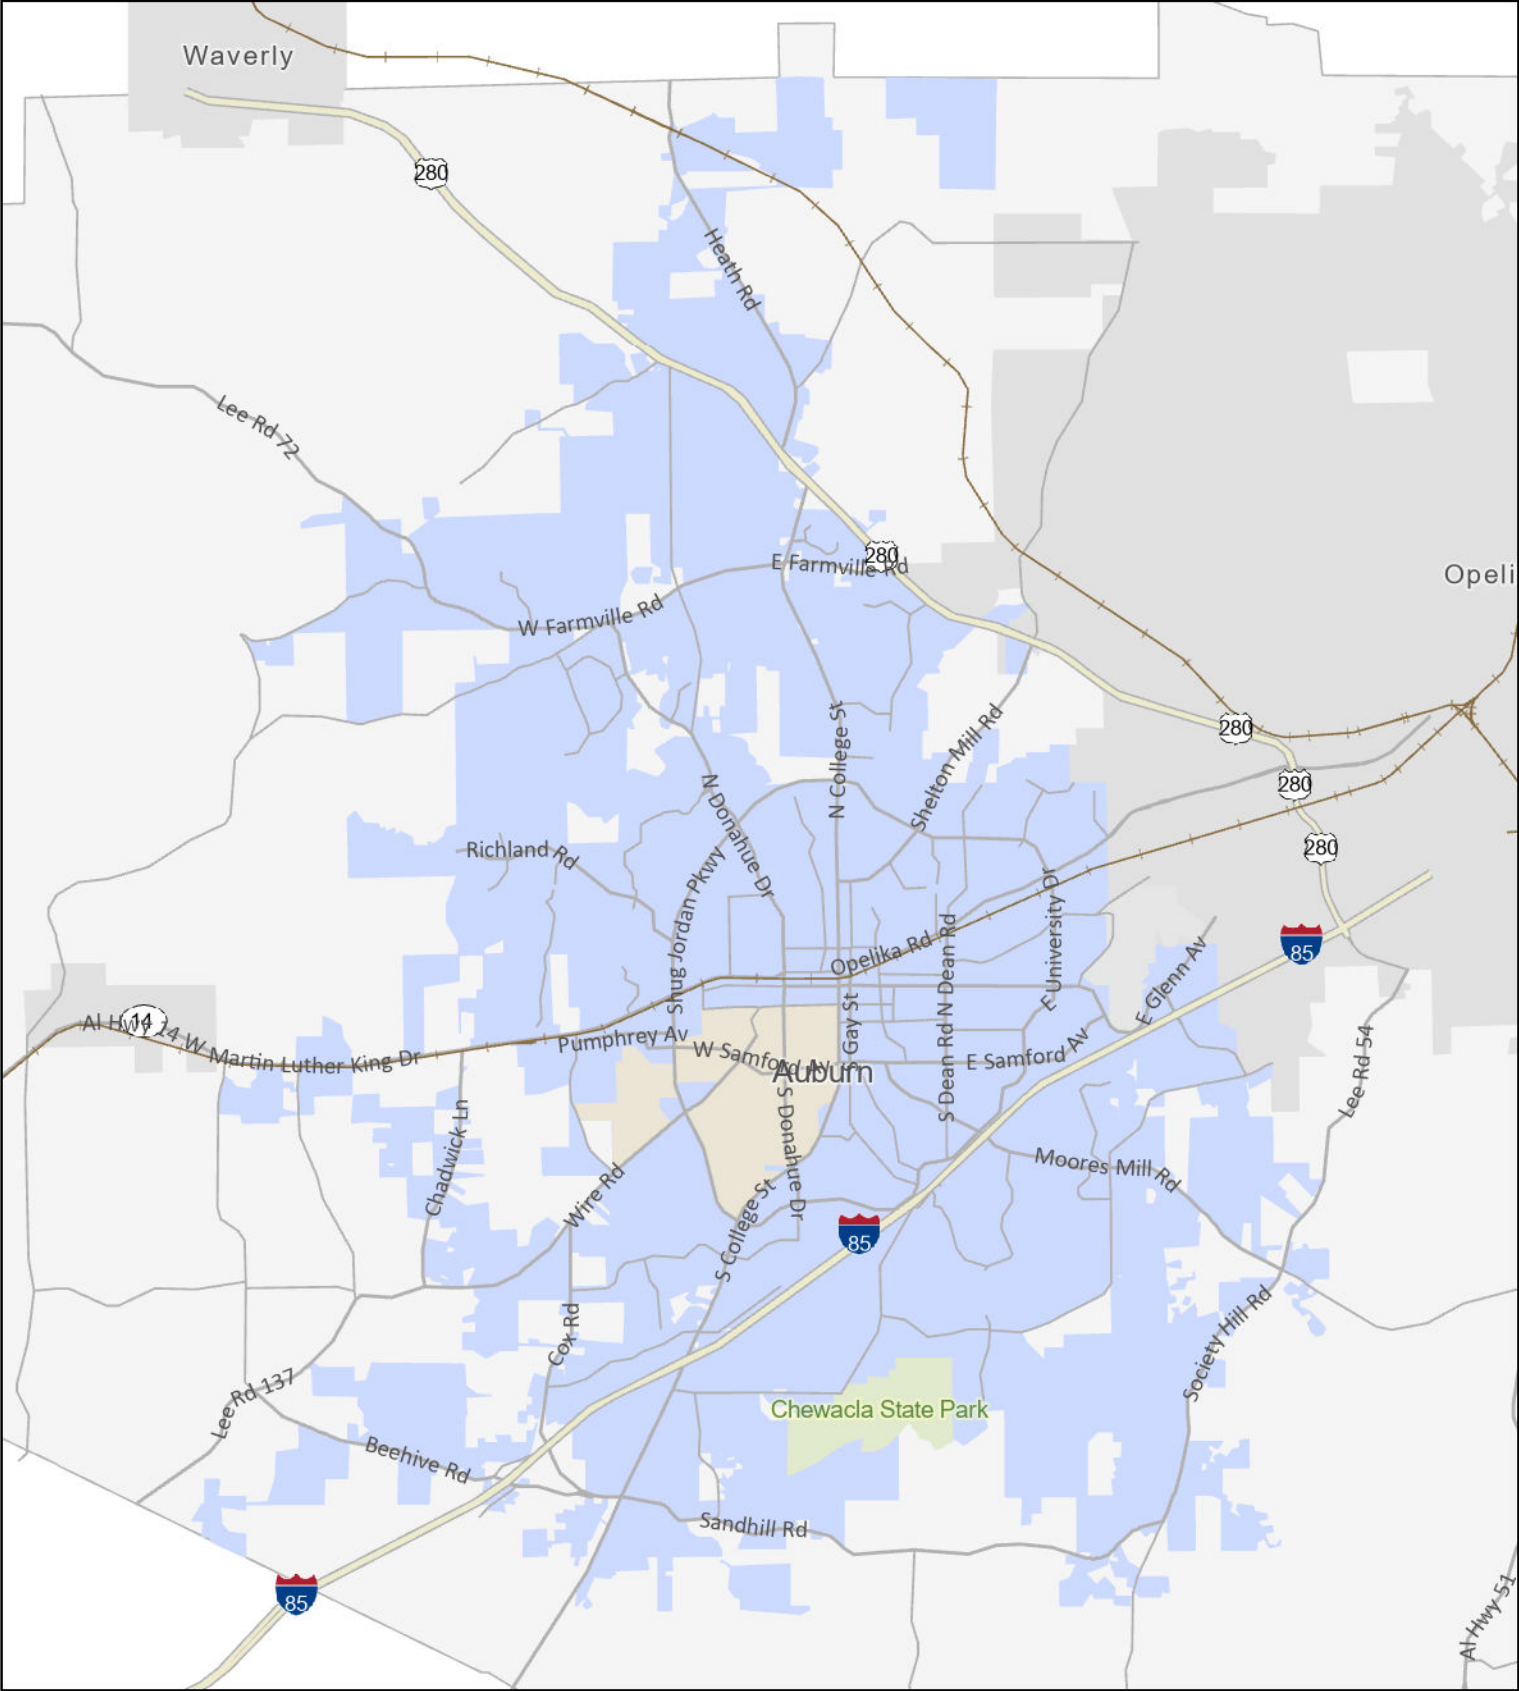 Waverly
280
Heath Rd
Lee Rd 72
280
E Farmville Rd
Opeli
W Farmville Rd
N College St
Shelton Mill Rd
280
280
N Donahue Dr
280
Richland Rd
Shug Jordan Pkwy
E University Dr
Opelika Rd
N Dean Rd
85
E Glenn Av
14
Al Hwy 14
W Martin Luther King Dr
Pumphrey Av
S Gay St
W Samford Av
Auburn
S Dean Rd
E Samford Av
Lee Rd 54
Chadwick Ln
S Donahue Dr
Moores Mill Rd
Wire Rd
S College St
85
Cox Rd
Society Hill Rd
Lee Rd 137
Chewacla State Park
Beehive Rd
Sandhill Rd
85
Al Hwy 51